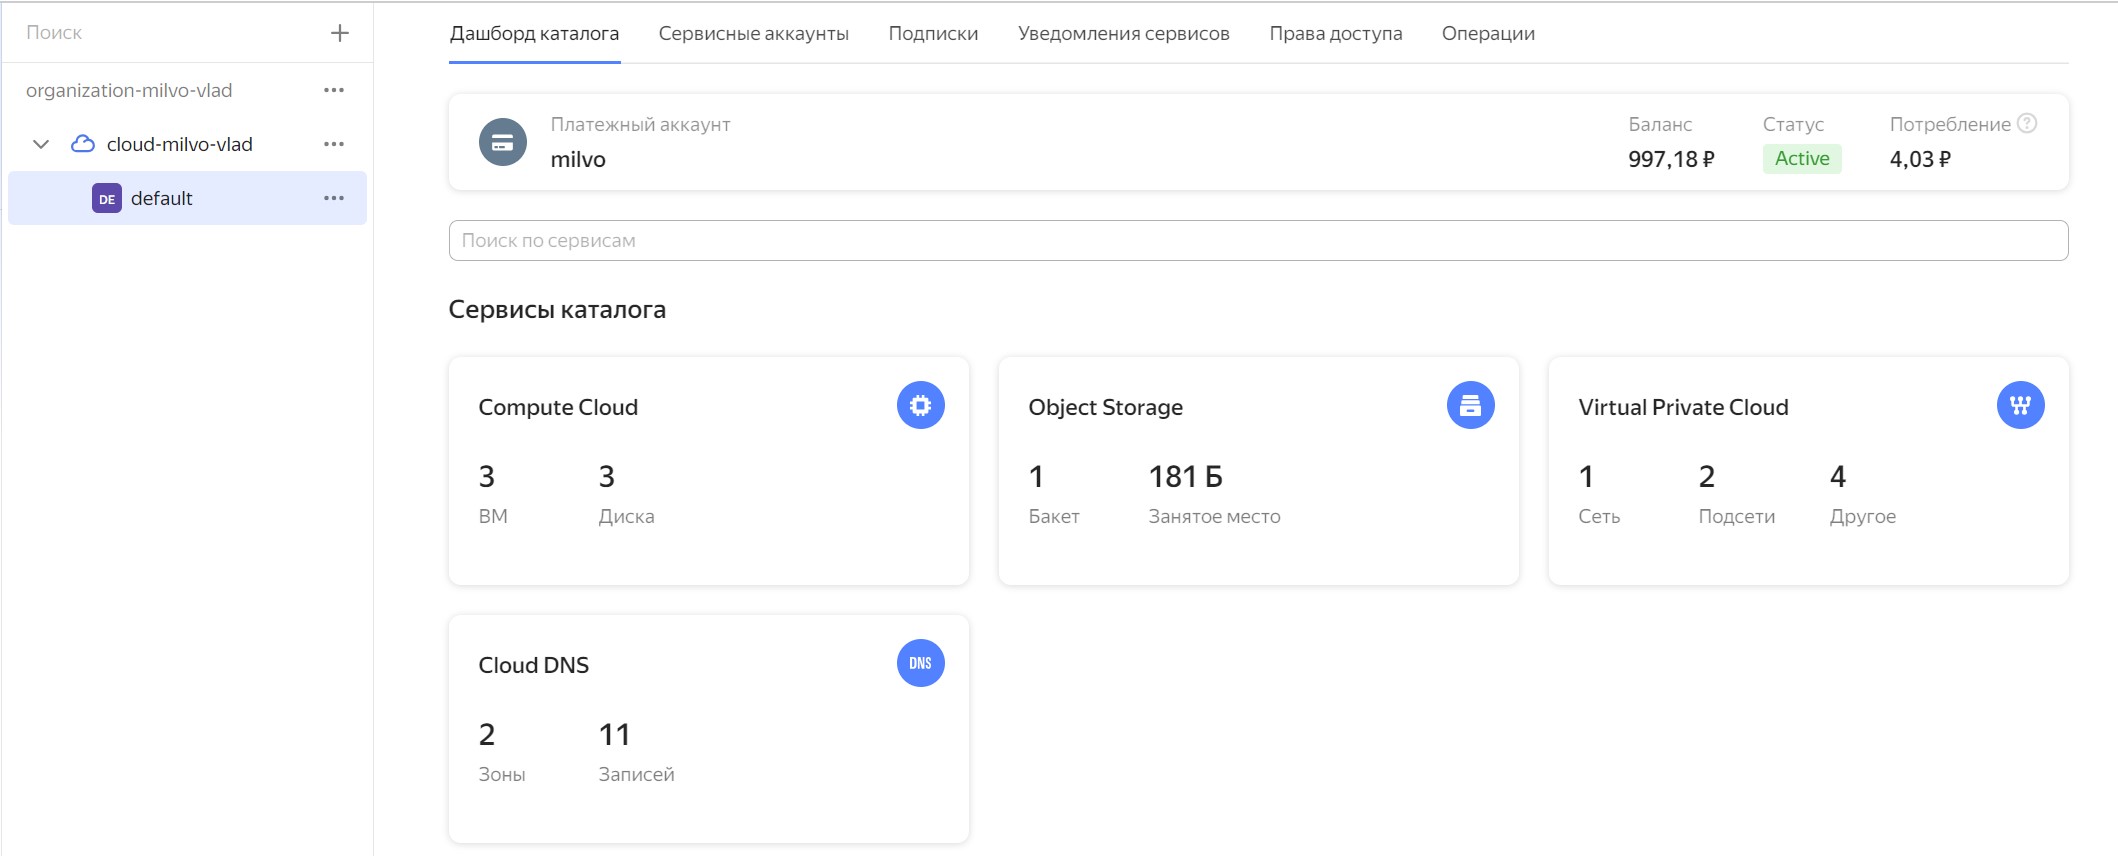 Поиск
organization-milvo-vlad
cloud-milvo-vlad
DE default
Дашборд каталога Сервисные аккаунты Подписки Уведомления сервисов Права доступа Операции
Платежный аккаунт
milvo
Баланс Статус Потребление ?
997,18 ₽ Active 4,03 ₽
Поиск по сервисам
Сервисы каталога
Compute Cloud
3 3
ВМ Диска
Object Storage
1 181 Б
Бакет Занятое место
Virtual Private Cloud
1 2 4
Сеть Подсети Другое
Cloud DNS
DNS
2 11
Зоны Записей